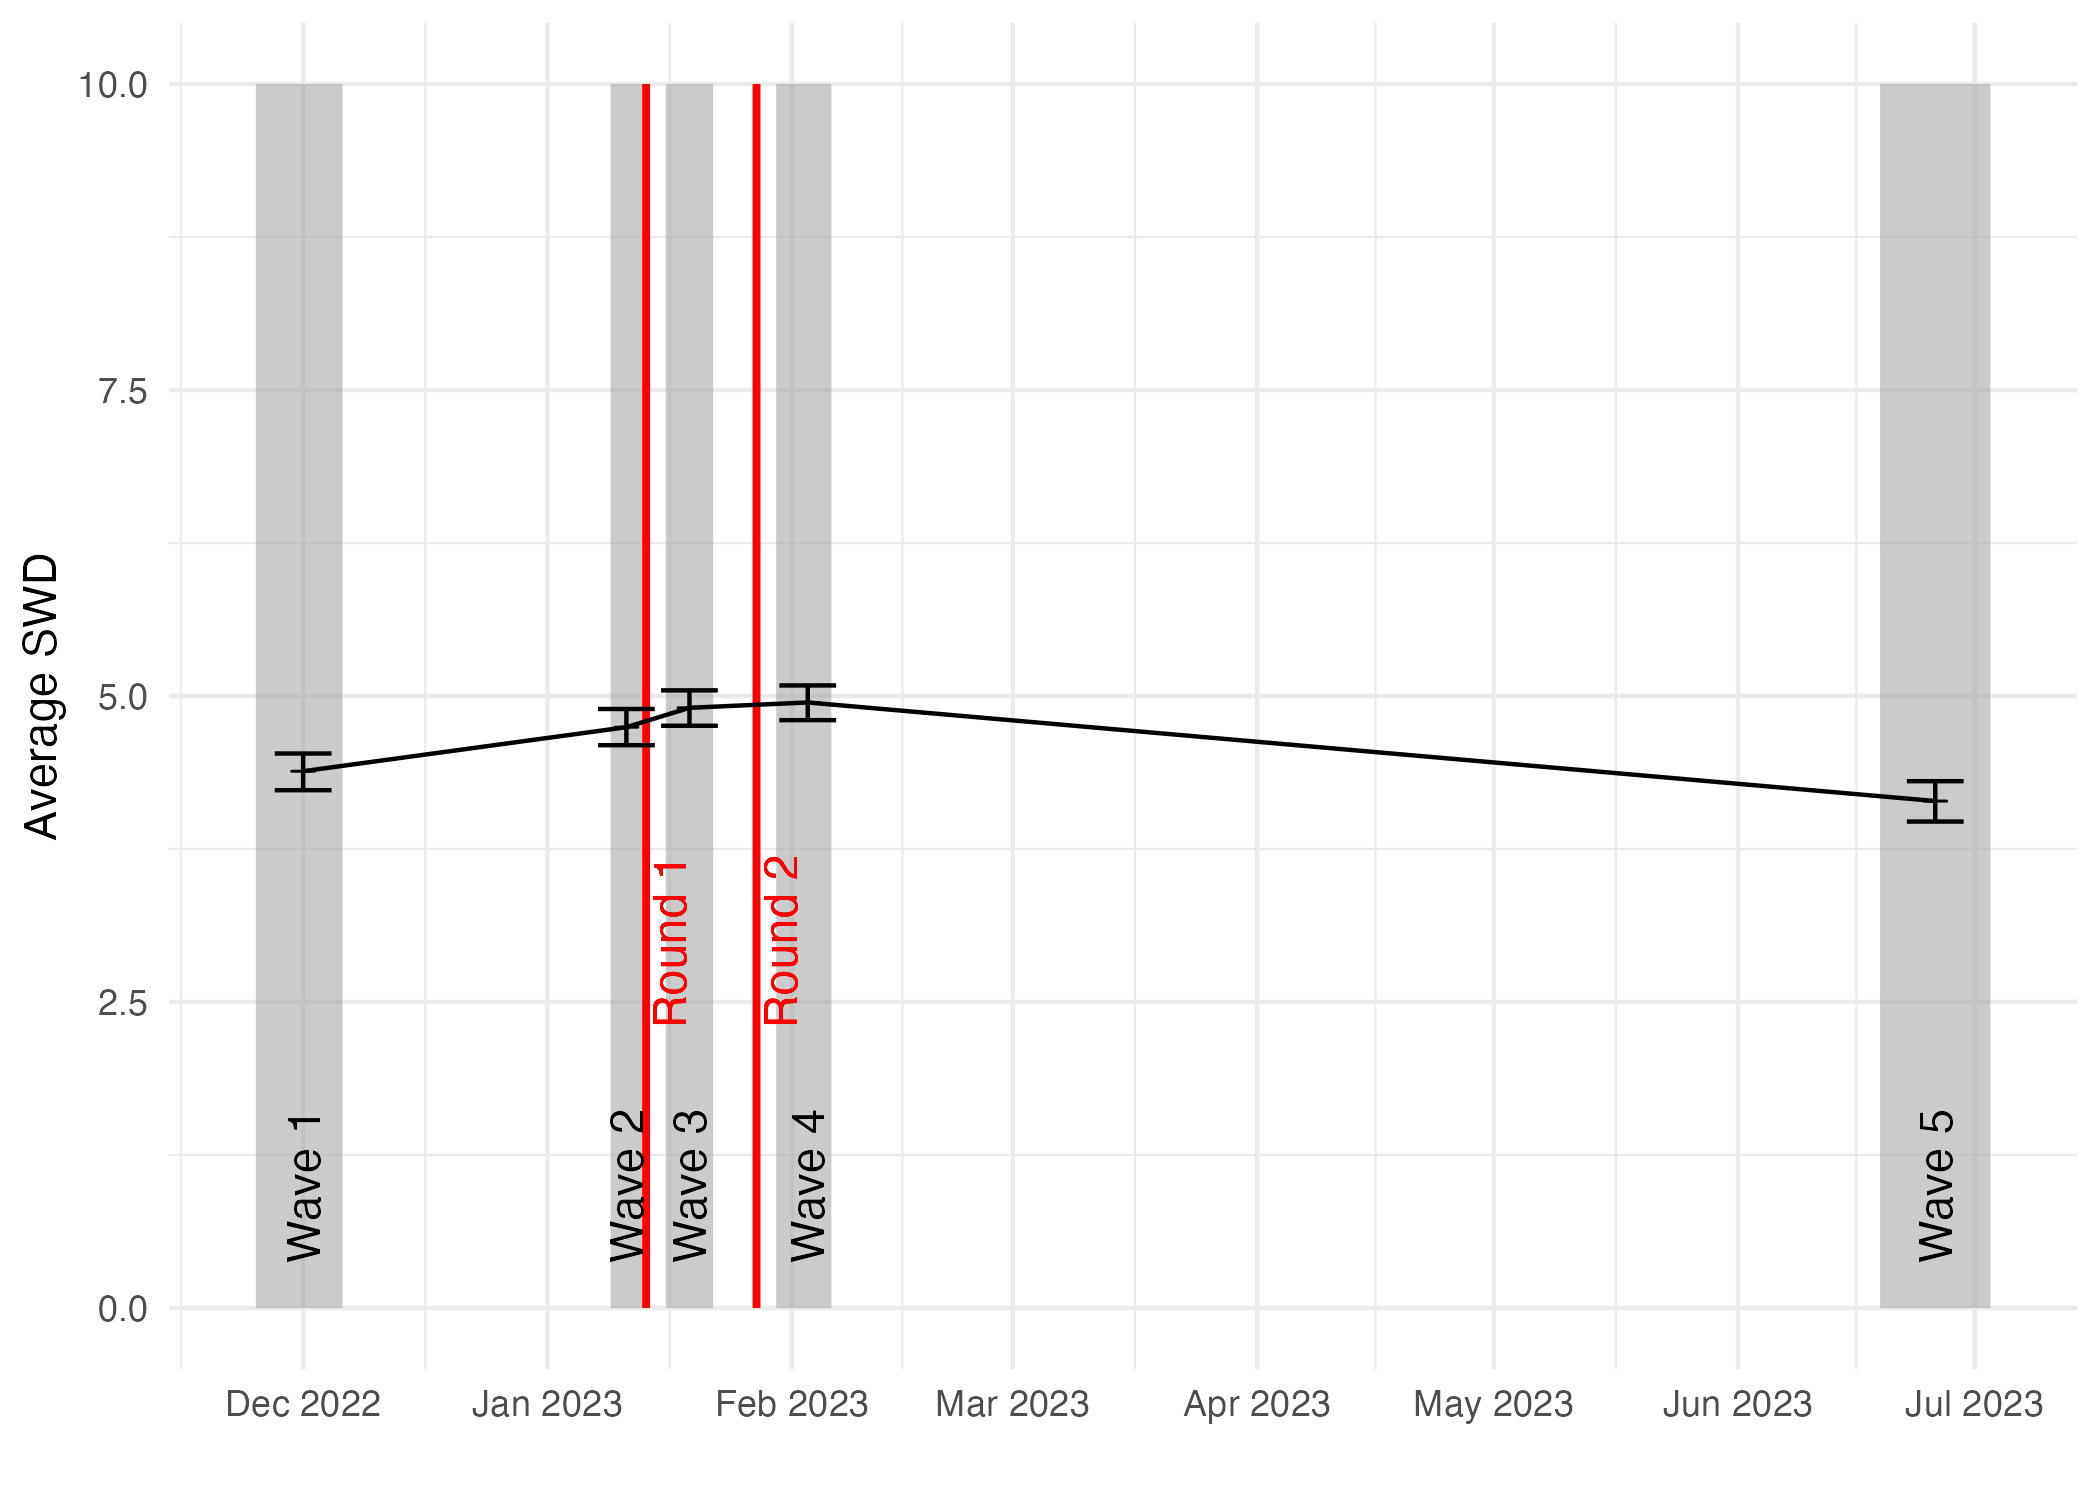 Average SWD
10.0
7.5
5.0
2.5
0.0
Round 1
Round 2
Wave 1
Wave 2
Wave 3
Wave 4
Wave 5
Dec 2022
Jan 2023
Feb 2023
Mar 2023
Apr 2023
May 2023
Jun 2023
Jul 2023